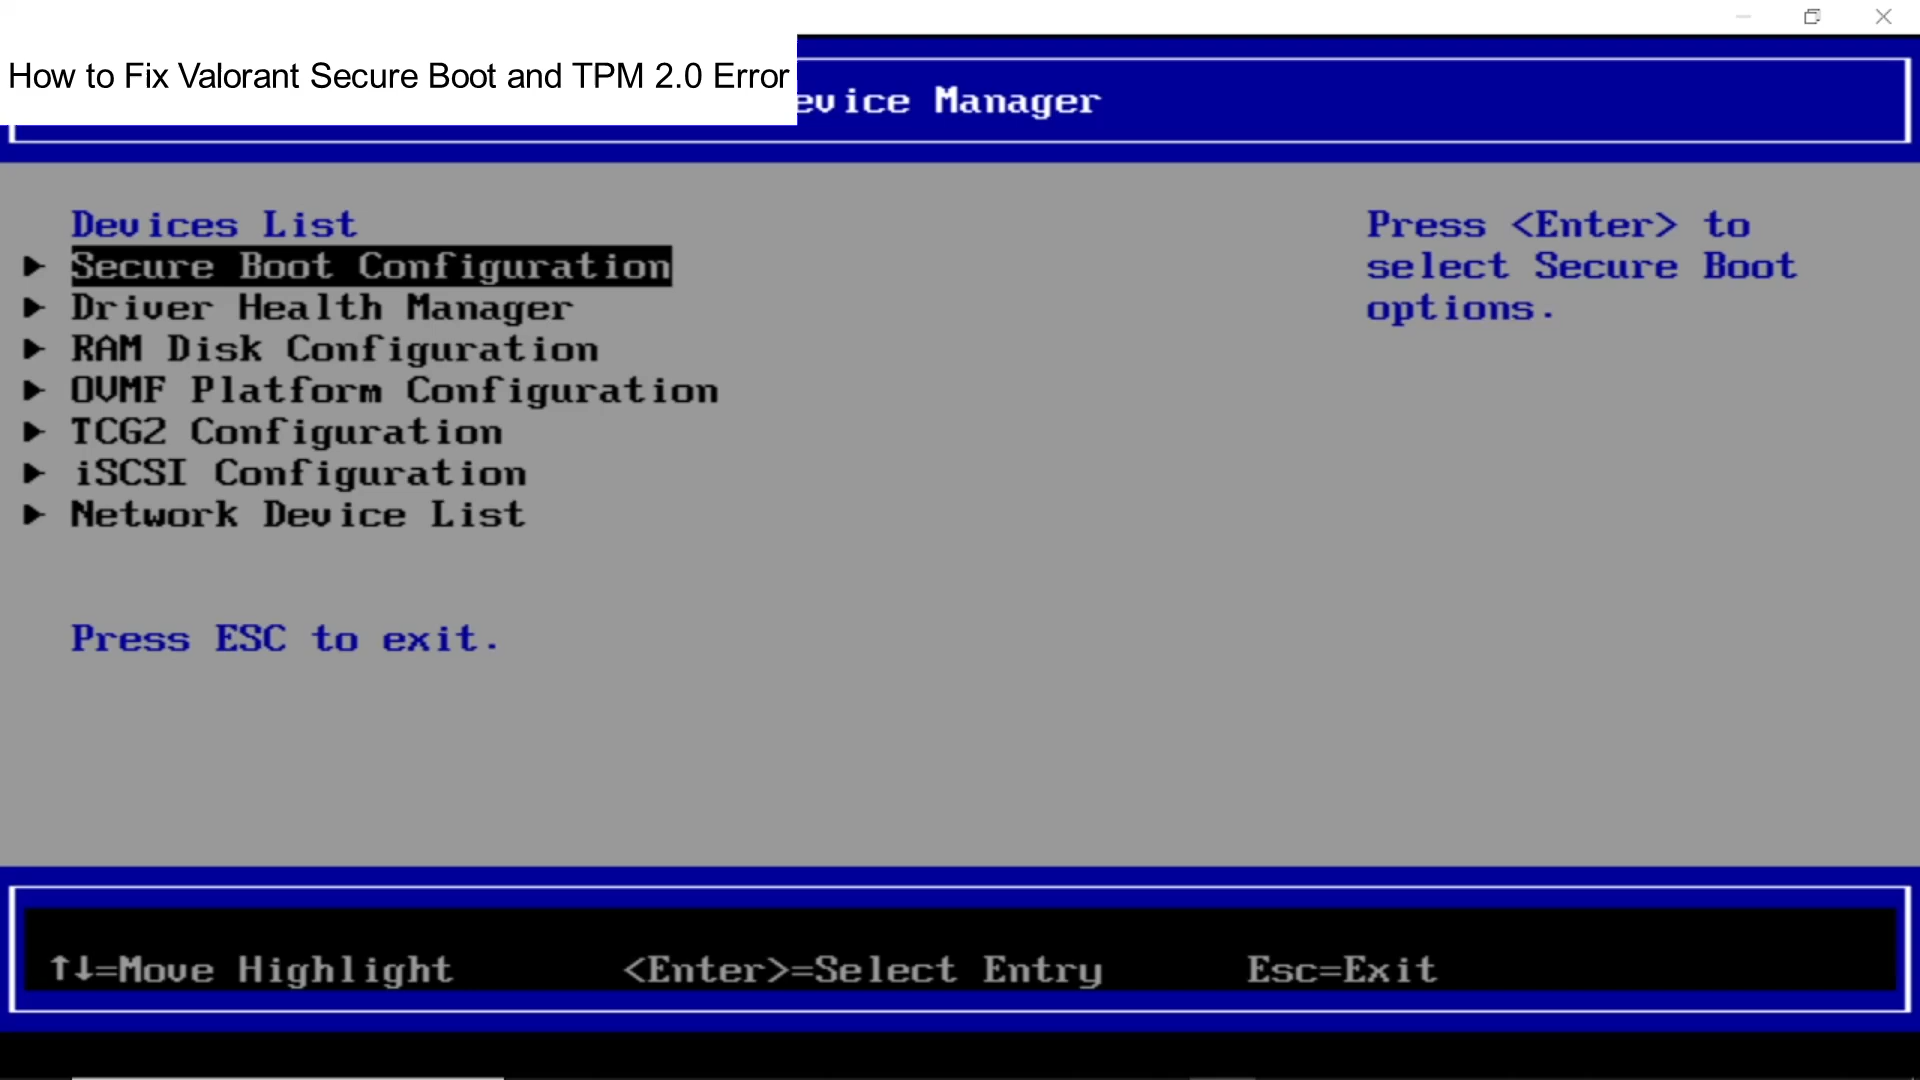 How to Fix Valorant Secure Boot and TPM 2.0 Error
evice Manager
Devices List
Secure Boot Configuration
Driver Health Manager
RAM Disk Configuration
OVMF Platform Configuration
TCG2 Configuration
iSCSI Configuration
Network Device List
Press ESC to exit.
Press <Enter> to
select Secure Boot
options.
↑↓=Move Highlight
<Enter>=Select Entry
Esc=Exit